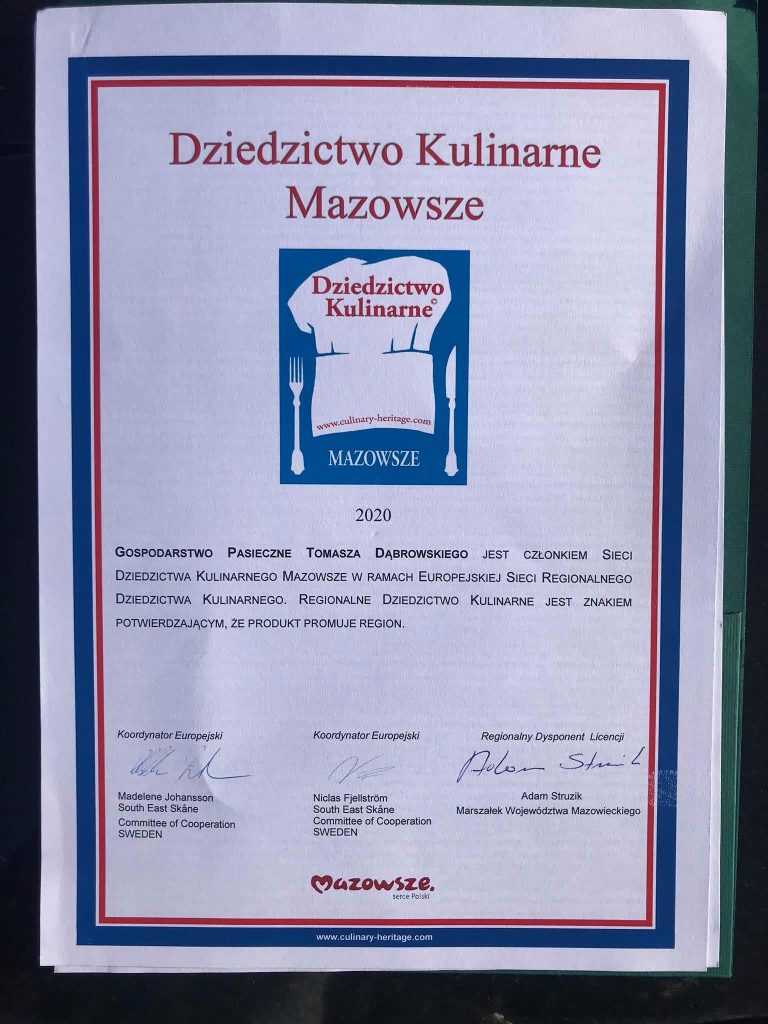 Dziedzictwo Kulinarne
Mazowsze
Dziedzictwo
Kulinarne©
www.culinary-heritage.com
MAZOWSZE
2020
GOSPODARSTWO PASIECZNE TOMASZA DĄBROWSKIEGO JEST CZŁONKIEM SIECI
DZIEDZICTWA KULINARNEGO MAZOWSZE W RAMACH EUROPEJSKIEJ SIECI REGIONALNEGO
DZIEDZICTWA KULINARNEGO. REGIONALNE DZIEDZICTWO KULINARNE JEST ZNAKIEM
POTWIERDZAJĄCYM, ŻE PRODUKT PROMUJE REGION.
Koordynator Europejski
Madelene Johansson
South East Skåne
Committee of Cooperation
SWEDEN
Koordynator Europejski
Niclas Fjellström
South East Skåne
Committee of Cooperation
SWEDEN
Regionalny Dysponent Licencji
Adam Struzik
Adam Struzik
Marszałek Województwa Mazowieckiego
mazowsze.
serce Polski
www.culinary-heritage.com